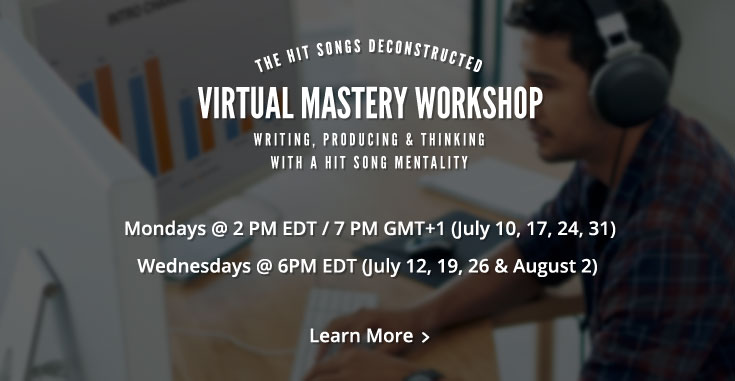 INTRO CHARA
THE HIT SONGS DECONSTRUCTED
VIRTUAL MASTERY WORKSHOP
WRITING, PRODUCING & THINKING
WITH A HIT SONG MENTALITY
Mondays @ 2 PM EDT / 7 PM GMT+1 (July 10, 17, 24, 31)
Wednesdays @ 6PM EDT (July 12, 19, 26 & August 2)
Learn More >